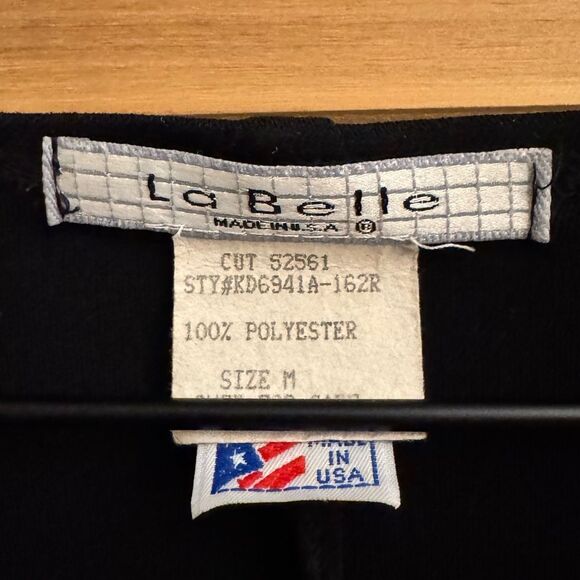 La Belle
MADE IN U.S.A. ®
CUT 52561
STY#KD6941A-162R
100% POLYESTER
SIZE M
MADE
IN
USA